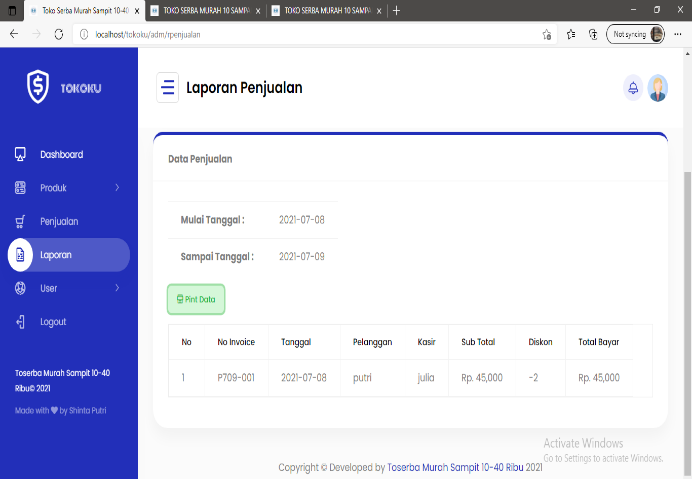 Toko Serba Murah Sampit 10-40
TOKO SERBA MURAH 10 SAMP
TOKO SERBA MURAH 10 SAMP
localhost/tokoku/adm/rpenjualan
Not syncing
TOKOKU
Laporan Penjualan
Dashboard
Produk
Penjualan
Laporan
User
Logout
Toserba Murah Sampit 10-40
Ribu© 2021
Made with ♥ by Shinta Putri
Data Penjualan
Mulai Tanggal : 2021-07-08
Sampai Tanggal : 2021-07-09
Pint Data
No No Invoice Tanggal Pelanggan Kasir Sub Total Diskon Total Bayar
1 P709-001 2021-07-08 putri julia Rp. 45,000 -2 Rp. 45,000
Activate Windows
Go to Settings to activate Windows.
Copyright © Developed by Toserba Murah Sampit 10-40 Ribu 2021